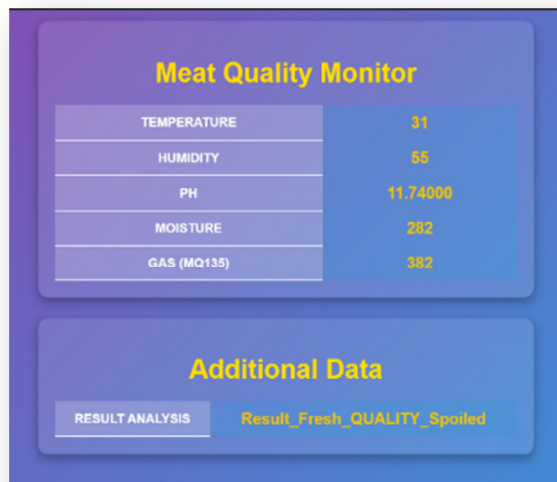 Meat Quality Monitor
TEMPERATURE 31
HUMIDITY 55
PH 11.74000
MOISTURE 282
GAS (MQ135) 382
Additional Data
RESULT ANALYSIS Result_Fresh_QUALITY_Spoiled